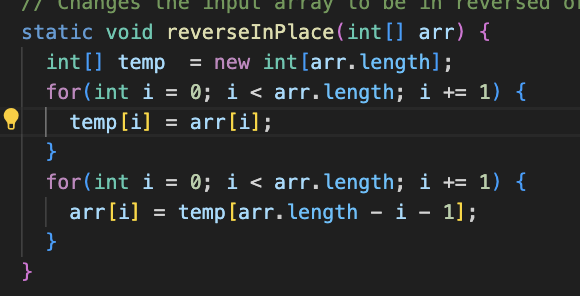 // Changes the input array to be in reversed
static void reverseInPlace(int[] arr) {
  int[] temp  = new int[arr.length];
  for(int i = 0; i < arr.length; i += 1) {
    temp[i] = arr[i];
  }
  for(int i = 0; i < arr.length; i += 1) {
    arr[i] = temp[arr.length - i - 1];
  }
}